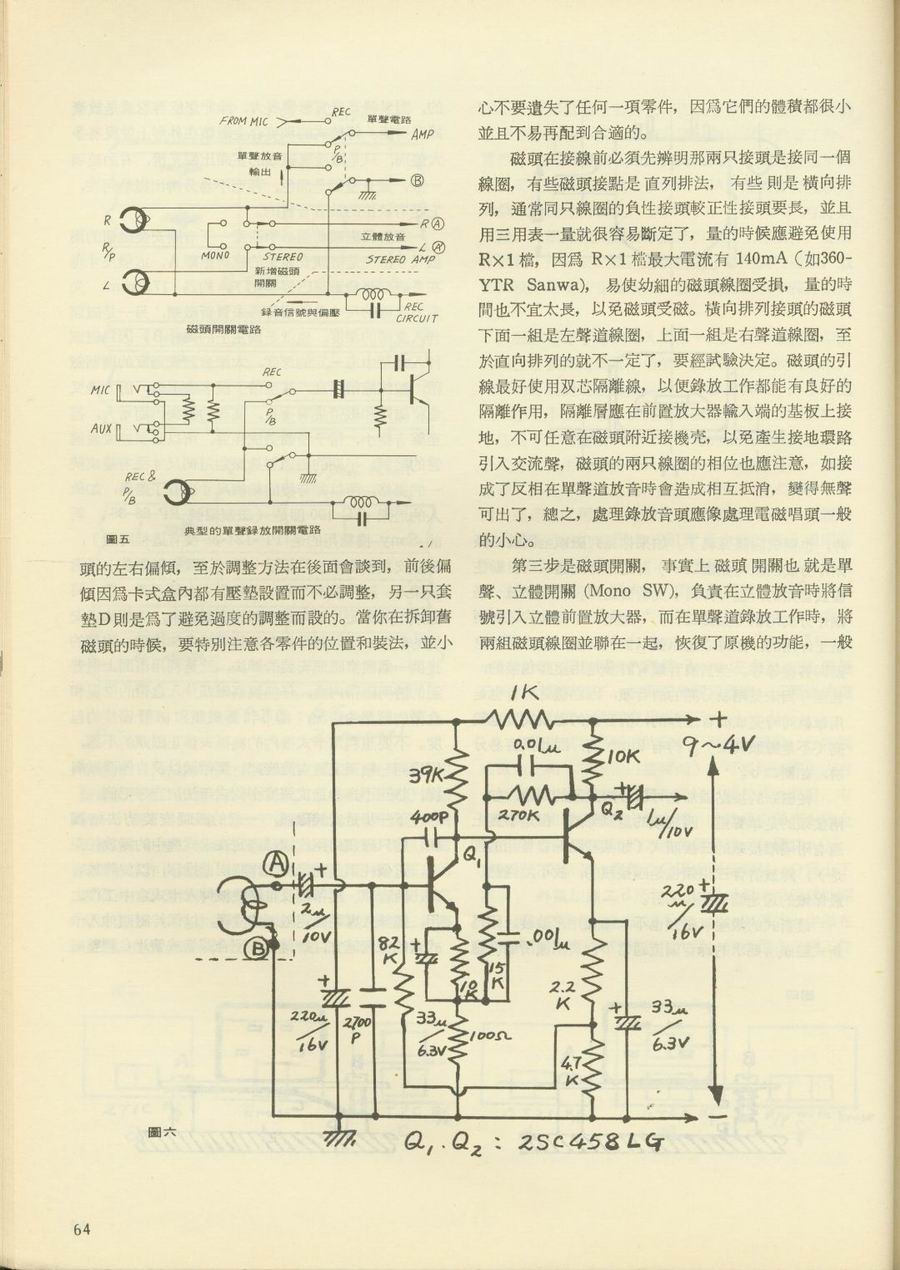 FROM MIC
REC
單聲電路
AMP
P/B
單聲放音
輸出
B
R
R/P
L
MONO
STEREO
立體放音
R A
L A'
STEREO AMP
新增磁頭
開關
錄音信號與偏壓
REC
CIRCUIT
磁頭開關電路
MIC
AUX
REC
P/B
REC &
P/B
圖五
典型的單聲錄放開關電路
頭的左右偏傾，至於調整方法在後面會談到，前後偏
傾因爲卡式盒內都有壓墊設置而不必調整，另一只套
墊D則是爲了避免過度的調整而設的。當你在拆卸舊
磁頭的時候，要特別注意各零件的位置和裝法，並小
心不要遺失了任何一項零件，因爲它們的體積都很小
並且不易再配到合適的。
磁頭在接線前必須先辨明那兩只接頭是接同一個
線圈，有些磁頭接點是直列排法，有些則是橫向排
列，通常同只線圈的負性接頭較正性接頭要長，並且
用三用表一量就很容易斷定了，量的時候應避免使用
R×1檔，因爲 R×1檔最大電流有 140mA（如360-
YTR Sanwa)，易使幼細的磁頭線圈受損，量的時
間也不宜太長，以免磁頭受磁。橫向排列接頭的磁頭
下面一組是左聲道線圈，上面一組是右聲道線圈，至
於直向排列的就不一定了，要經試驗決定。磁頭的引
線最好使用双芯隔離線，以便錄放工作都能有良好的
隔離作用，隔離層應在前置放大器輸入端的基板上接
地，不可任意在磁頭附近接機壳，以免產生接地環路
引入交流聲，磁頭的兩只線圈的相位也應注意，如接
成了反相在單聲道放音時會造成相互抵消，變得無聲
可出了，總之，處理錄放音頭應像處理電磁唱頭一般
的小心。
第三步是磁頭開關，事實上磁頭開關也就是單
聲、立體開關 (Mono SW)，負責在立體放音時將信
號引入立體前置放大器，而在單聲道錄放工作時，將
兩組磁頭線圈並聯在一起，恢復了原機的功能，一般
1K
+
9~4V
0.01u
10K
39K
270K
Q2
1u/10V
400P
Q1
A
+
2u/10V
B
220u/16V
82K
.001u
15K
10K
2.2K
220u/16V
2700P
33u/6.3V
100Ω
33u/6.3V
4.7K
−
圖六
Q1. Q2 : 2SC458LG
64